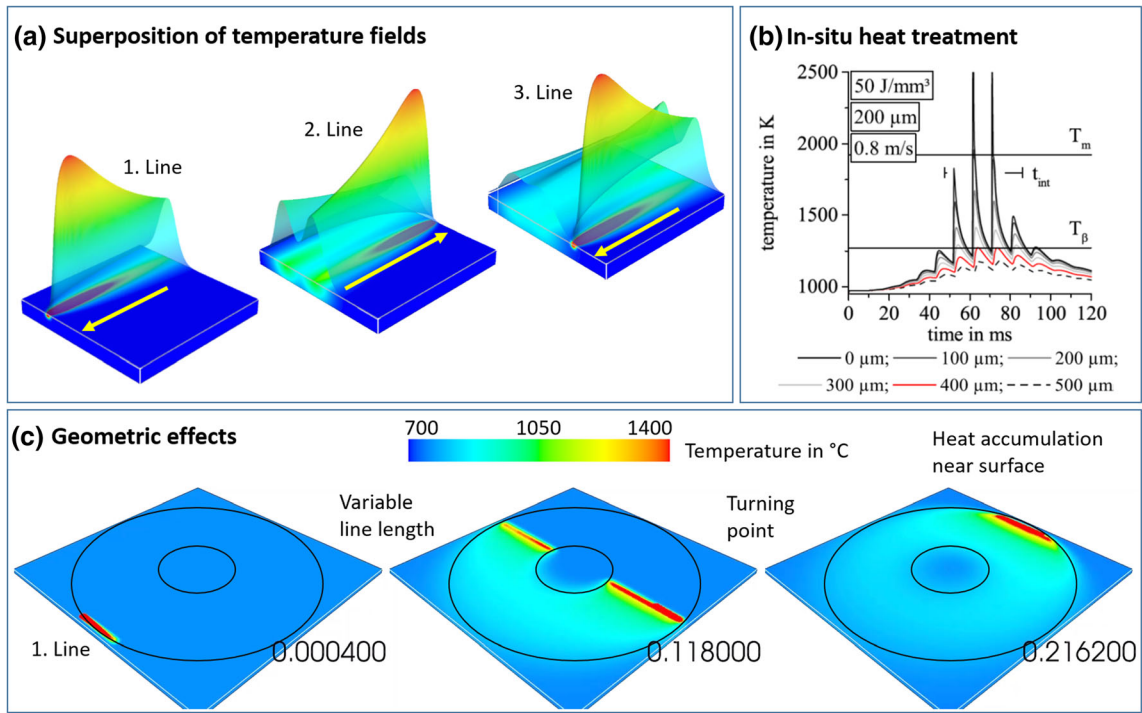 (a) Superposition of temperature fields
1. Line
2. Line
3. Line
(b) In-situ heat treatment
temperature in K
2500
2000
1500
1000
50 J/mm³
200 µm
0.8 m/s
T_m
t_int
T_β
0 20 40 60 80 100 120
time in ms
0 µm; 100 µm; 200 µm;
300 µm; 400 µm; 500 µm
(c) Geometric effects
700 1050 1400
Temperature in °C
Variable
line length
Turning
point
Heat accumulation
near surface
1. Line
0.000400
0.118000
0.216200